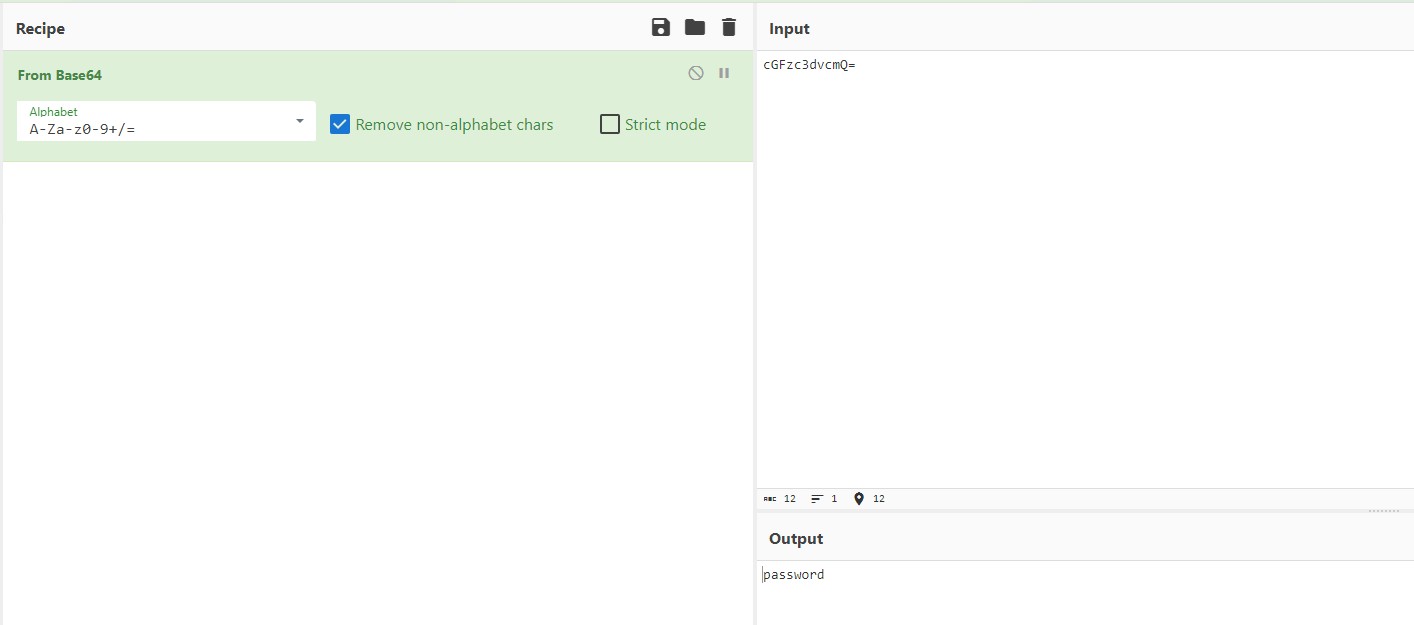 Recipe
From Base64
Alphabet
A-Za-z0-9+/=
Remove non-alphabet chars
Strict mode
Input
cGFzc3dvcmQ=
ABC 12 1 12
Output
password